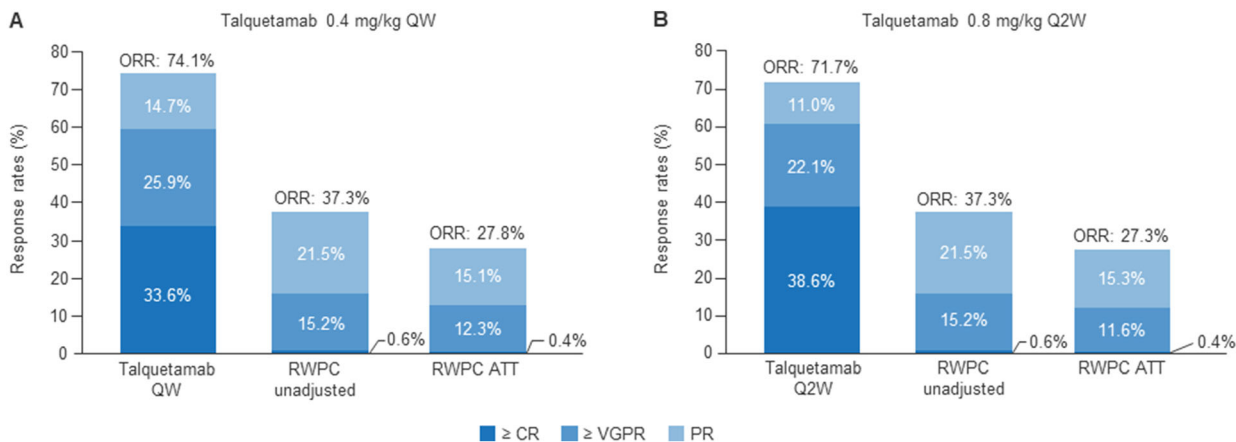 A
Talquetamab 0.4 mg/kg QW
Response rates (%)
80
70
60
50
40
30
20
10
0
ORR: 74.1%
14.7%
25.9%
33.6%
ORR: 37.3%
21.5%
15.2%
0.6%
ORR: 27.8%
15.1%
12.3%
0.4%
Talquetamab
QW
RWPC
unadjusted
RWPC ATT
B
Talquetamab 0.8 mg/kg Q2W
Response rates (%)
80
70
60
50
40
30
20
10
0
ORR: 71.7%
11.0%
22.1%
38.6%
ORR: 37.3%
21.5%
15.2%
0.6%
ORR: 27.3%
15.3%
11.6%
0.4%
Talquetamab
Q2W
RWPC
unadjusted
RWPC ATT
≥ CR ≥ VGPR PR